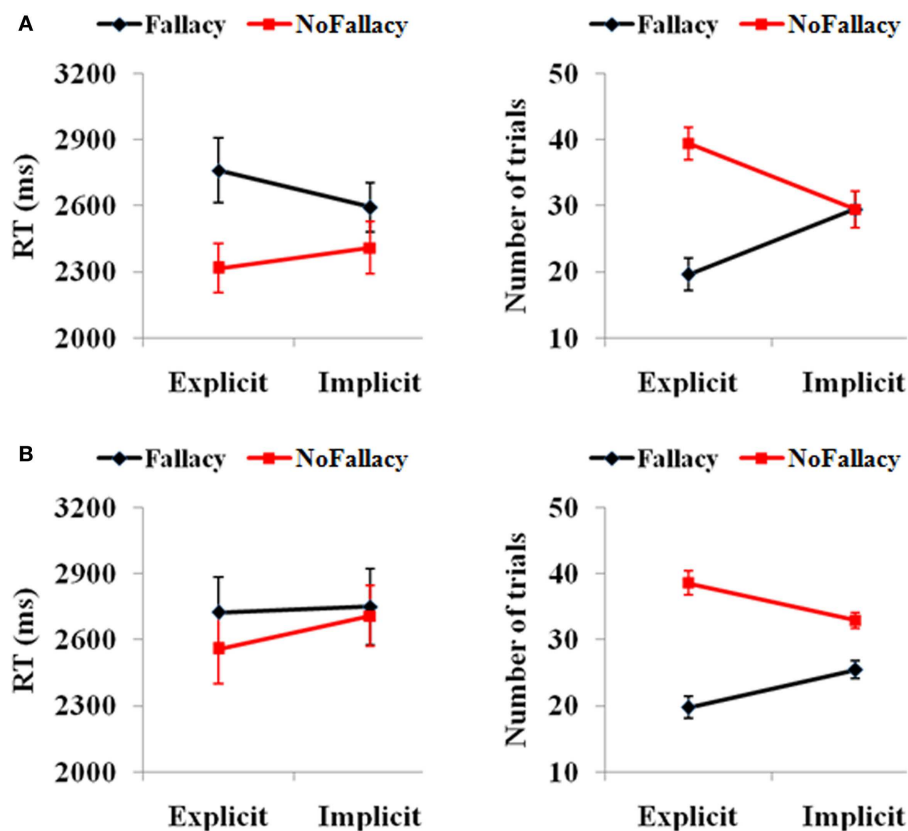 A
Fallacy NoFallacy
RT (ms)
3200
2900
2600
2300
2000
Explicit Implicit
Fallacy NoFallacy
Number of trials
50
40
30
20
10
Explicit Implicit
B
Fallacy NoFallacy
RT (ms)
3200
2900
2600
2300
2000
Explicit Implicit
Fallacy NoFallacy
Number of trials
50
40
30
20
10
Explicit Implicit